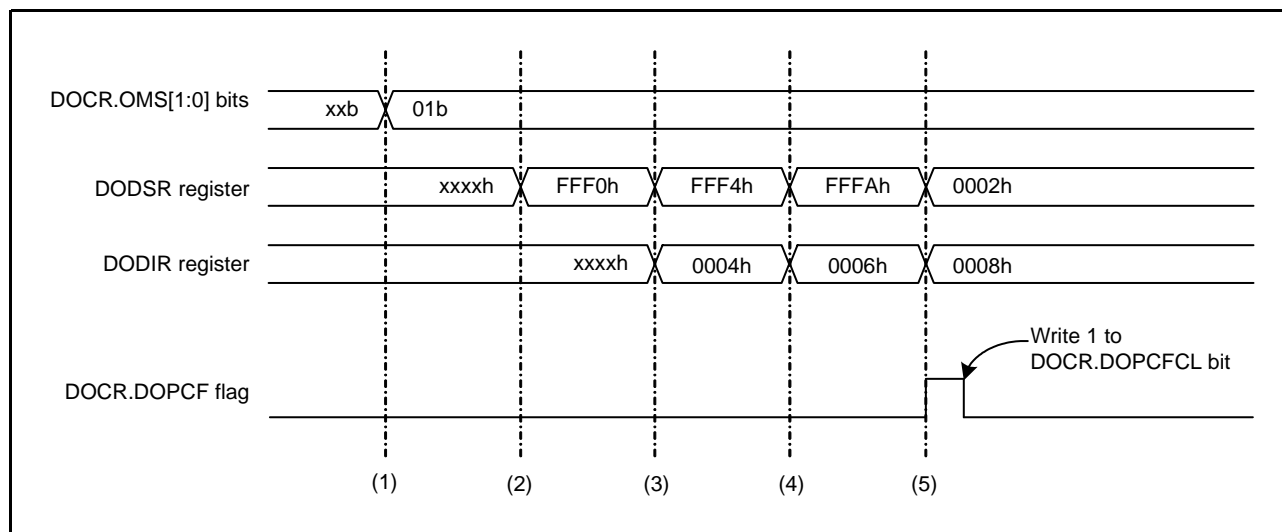 DOCR.OMS[1:0] bits
xxb
01b
DODSR register
xxxxh
FFF0h
FFF4h
FFFAh
0002h
DODIR register
xxxxh
0004h
0006h
0008h
Write 1 to
DOCR.DOPCFCL bit
DOCR.DOPCF flag
(1)
(2)
(3)
(4)
(5)